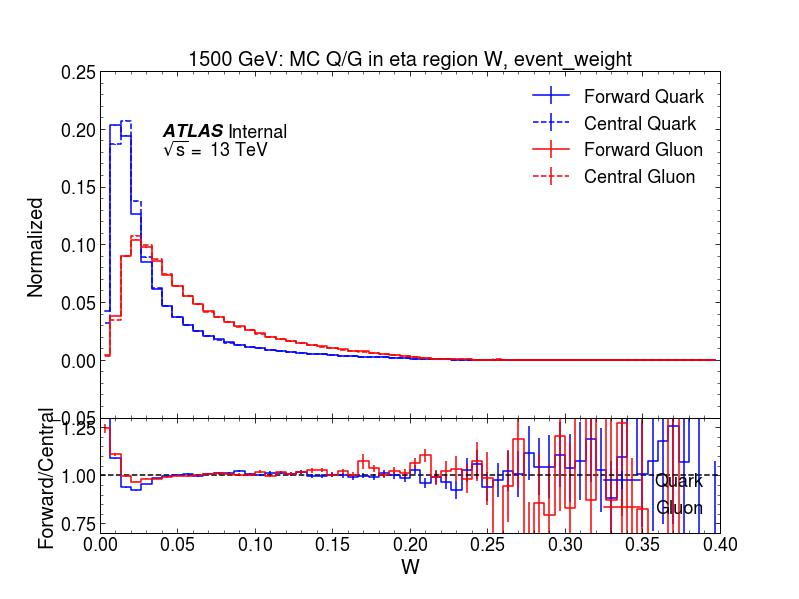 1500 GeV: MC Q/G in eta region W, event_weight
0.25
0.20
0.15
0.10
0.05
0.00
0.05
Normalized
ATLAS Internal
√s = 13 TeV
Forward Quark
Central Quark
Forward Gluon
Central Gluon
1.25
1.00
0.75
Forward/Central
Quark
Gluon
0.00 0.05 0.10 0.15 0.20 0.25 0.30 0.35 0.40
W